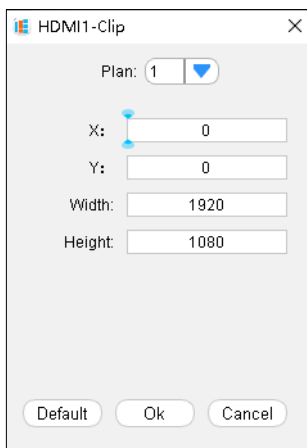 HDMI1-Clip
Plan: 1
X: 0
Y: 0
Width: 1920
Height: 1080
Default Ok Cancel